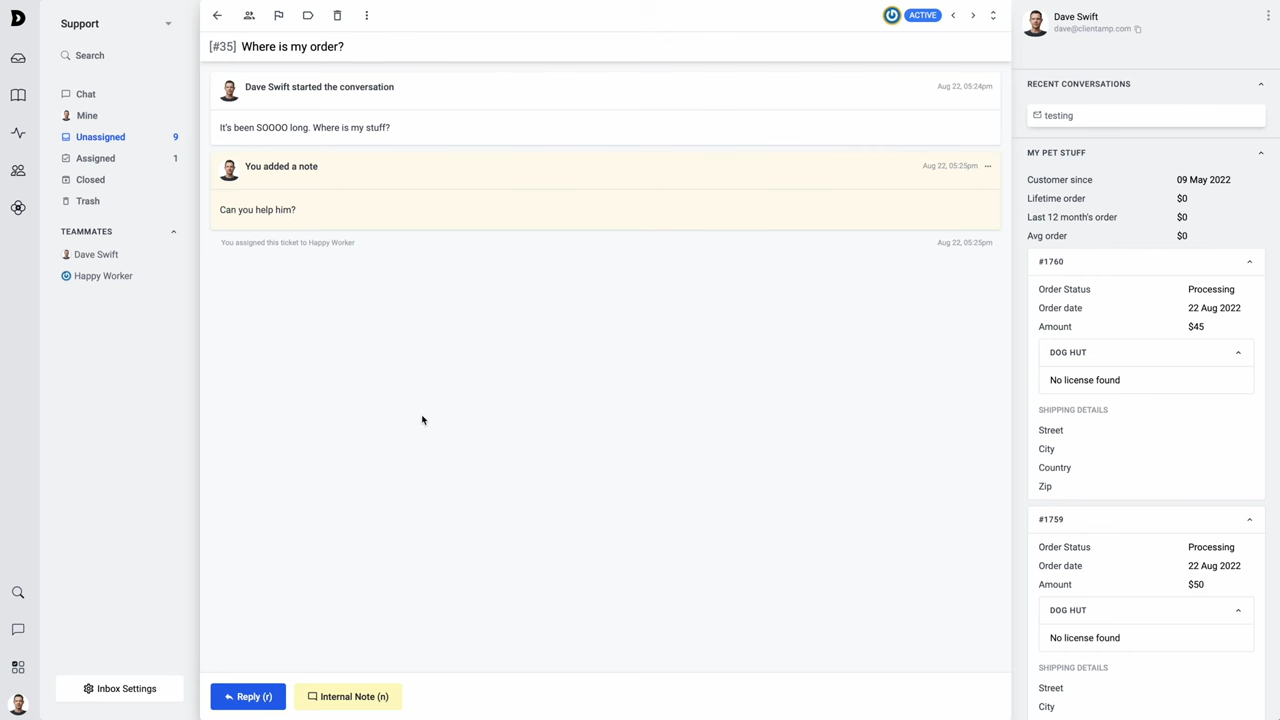 Support
Search
Chat
Mine
Unassigned 9
Assigned 1
Closed
Trash
TEAMMATES
Dave Swift
Happy Worker
Inbox Settings
ACTIVE
[#35] Where is my order?
Dave Swift started the conversation Aug 22, 05:24pm
It's been SOOOO long. Where is my stuff?
You added a note Aug 22, 05:25pm
Can you help him?
You assigned this ticket to Happy Worker Aug 22, 05:25pm
Reply (r) Internal Note (n)
Dave Swift
dave@clientamp.com
RECENT CONVERSATIONS
testing
MY PET STUFF
Customer since 09 May 2022
Lifetime order $0
Last 12 month's order $0
Avg order $0
#1760
Order Status Processing
Order date 22 Aug 2022
Amount $45
DOG HUT
No license found
SHIPPING DETAILS
Street
City
Country
Zip
#1759
Order Status Processing
Order date 22 Aug 2022
Amount $50
DOG HUT
No license found
SHIPPING DETAILS
Street
City